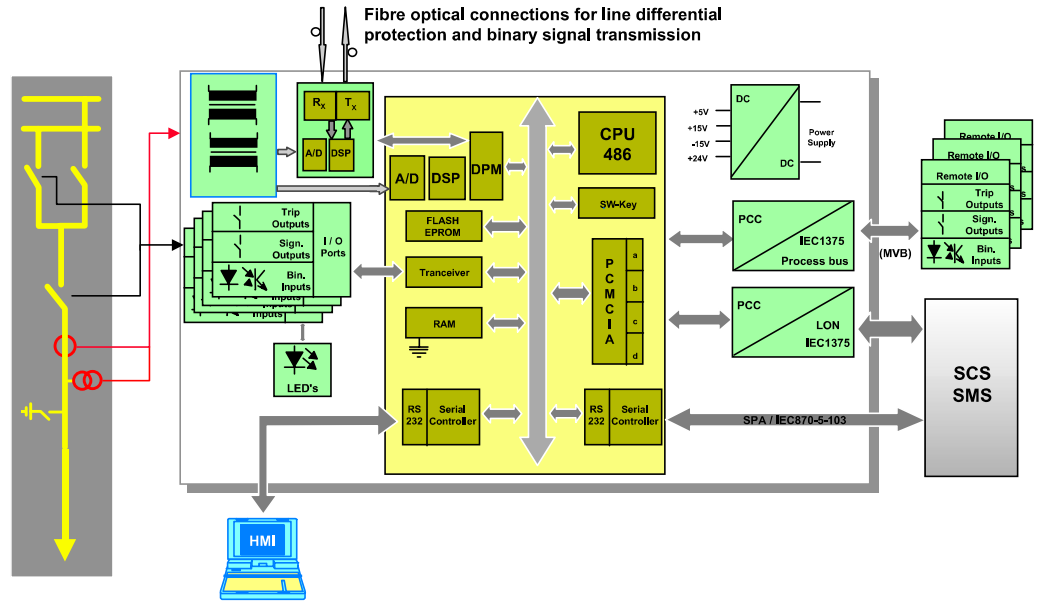 Fibre optical connections for line differential
protection and binary signal transmission
RX TX
A/D DSP
A/D
DSP
DPM
CPU
486
SW-Key
FLASH
EPROM
Tranceiver
RAM
P
C
M
C
I
A
a
b
c
d
RS
232
Serial
Controller
RS
232
Serial
Controller
DC
DC
+5V
+15V
-15V
+24V
Power
Supply
PCC
IEC1375
Process bus
(MVB)
PCC
LON
IEC1375
Remote I/O
Remote I/O
Remote I/O
Trip
Outputs
Sign.
Outputs
Bin.
Inputs
s
s
s
Trip
Outputs
Sign.
Outputs
Bin.
Inputs
I / O
Ports
Inputs
Inputs
LED's
SPA / IEC870-5-103
SCS
SMS
HMI